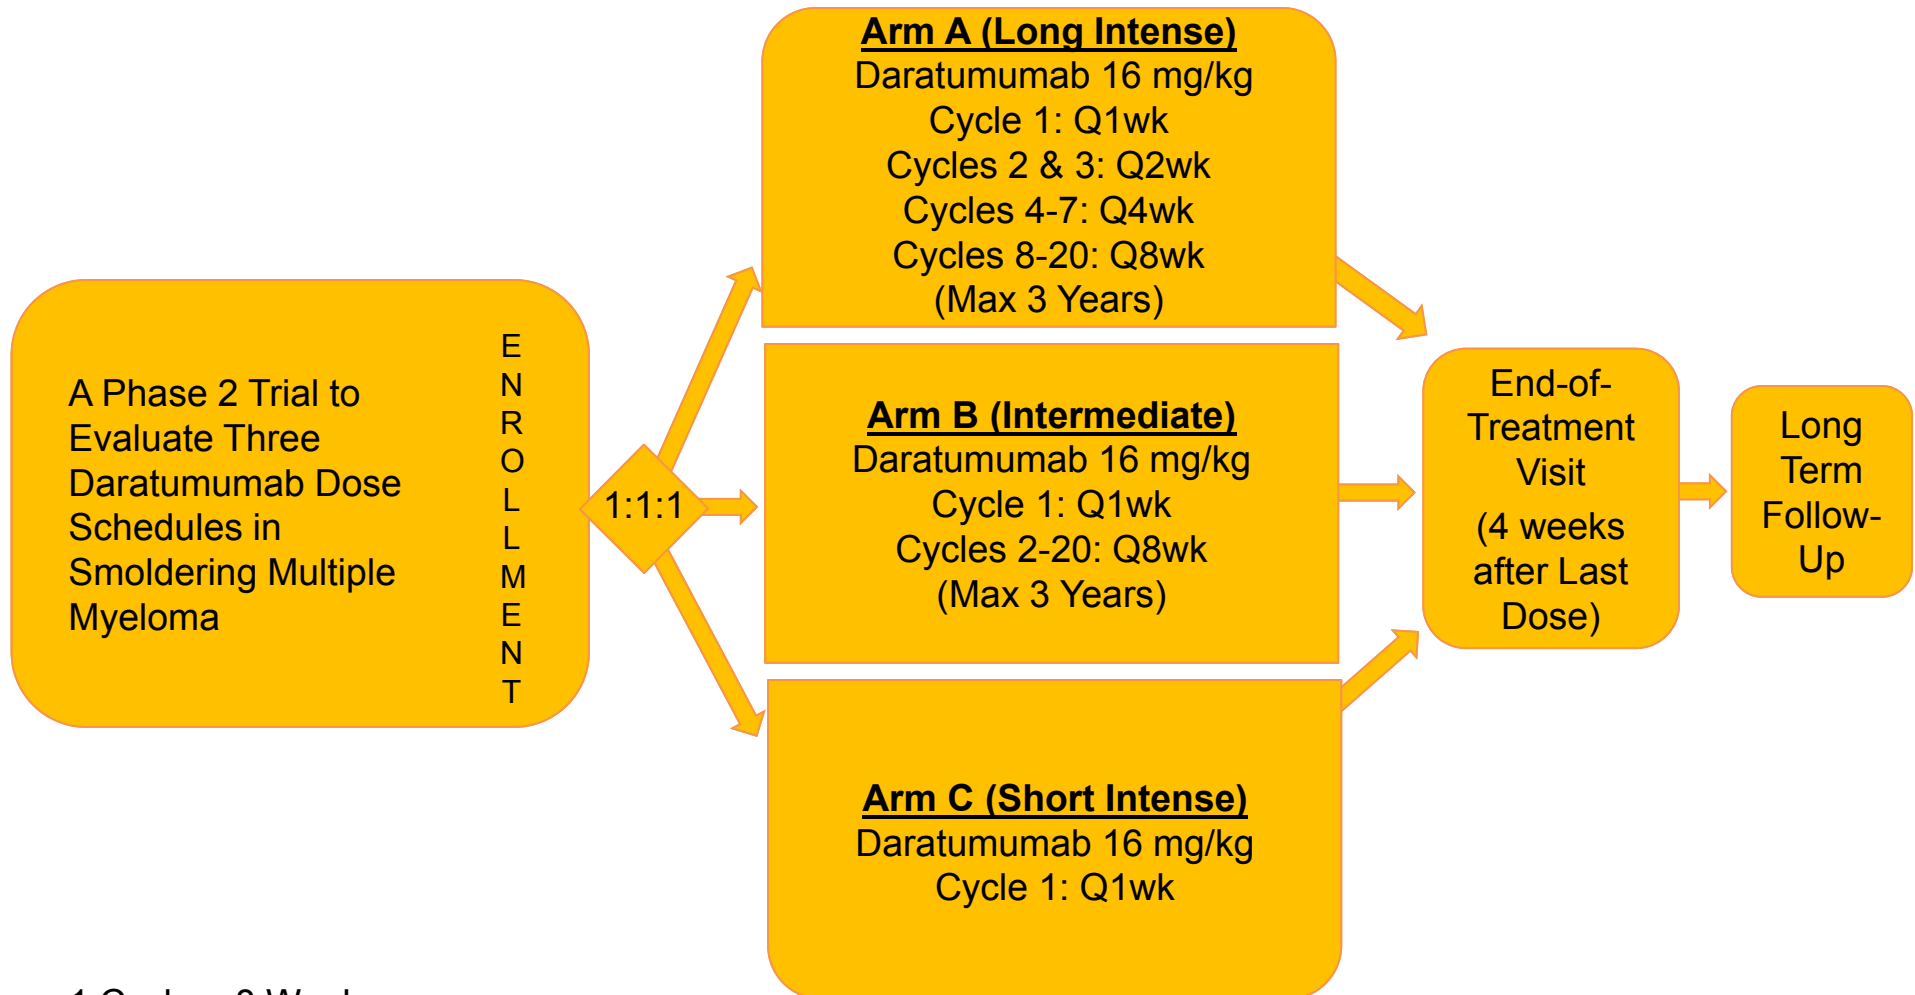 A Phase 2 Trial to
Evaluate Three
Daratumumab Dose
Schedules in
Smoldering Multiple
Myeloma
E
N
R
O
L
L
M
E
N
T
1:1:1
Arm A (Long Intense)
Daratumumab 16 mg/kg
Cycle 1: Q1wk
Cycles 2 & 3: Q2wk
Cycles 4-7: Q4wk
Cycles 8-20: Q8wk
(Max 3 Years)
Arm B (Intermediate)
Daratumumab 16 mg/kg
Cycle 1: Q1wk
Cycles 2-20: Q8wk
(Max 3 Years)
Arm C (Short Intense)
Daratumumab 16 mg/kg
Cycle 1: Q1wk
End-of-
Treatment
Visit
(4 weeks
after Last
Dose)
Long
Term
Follow-
Up